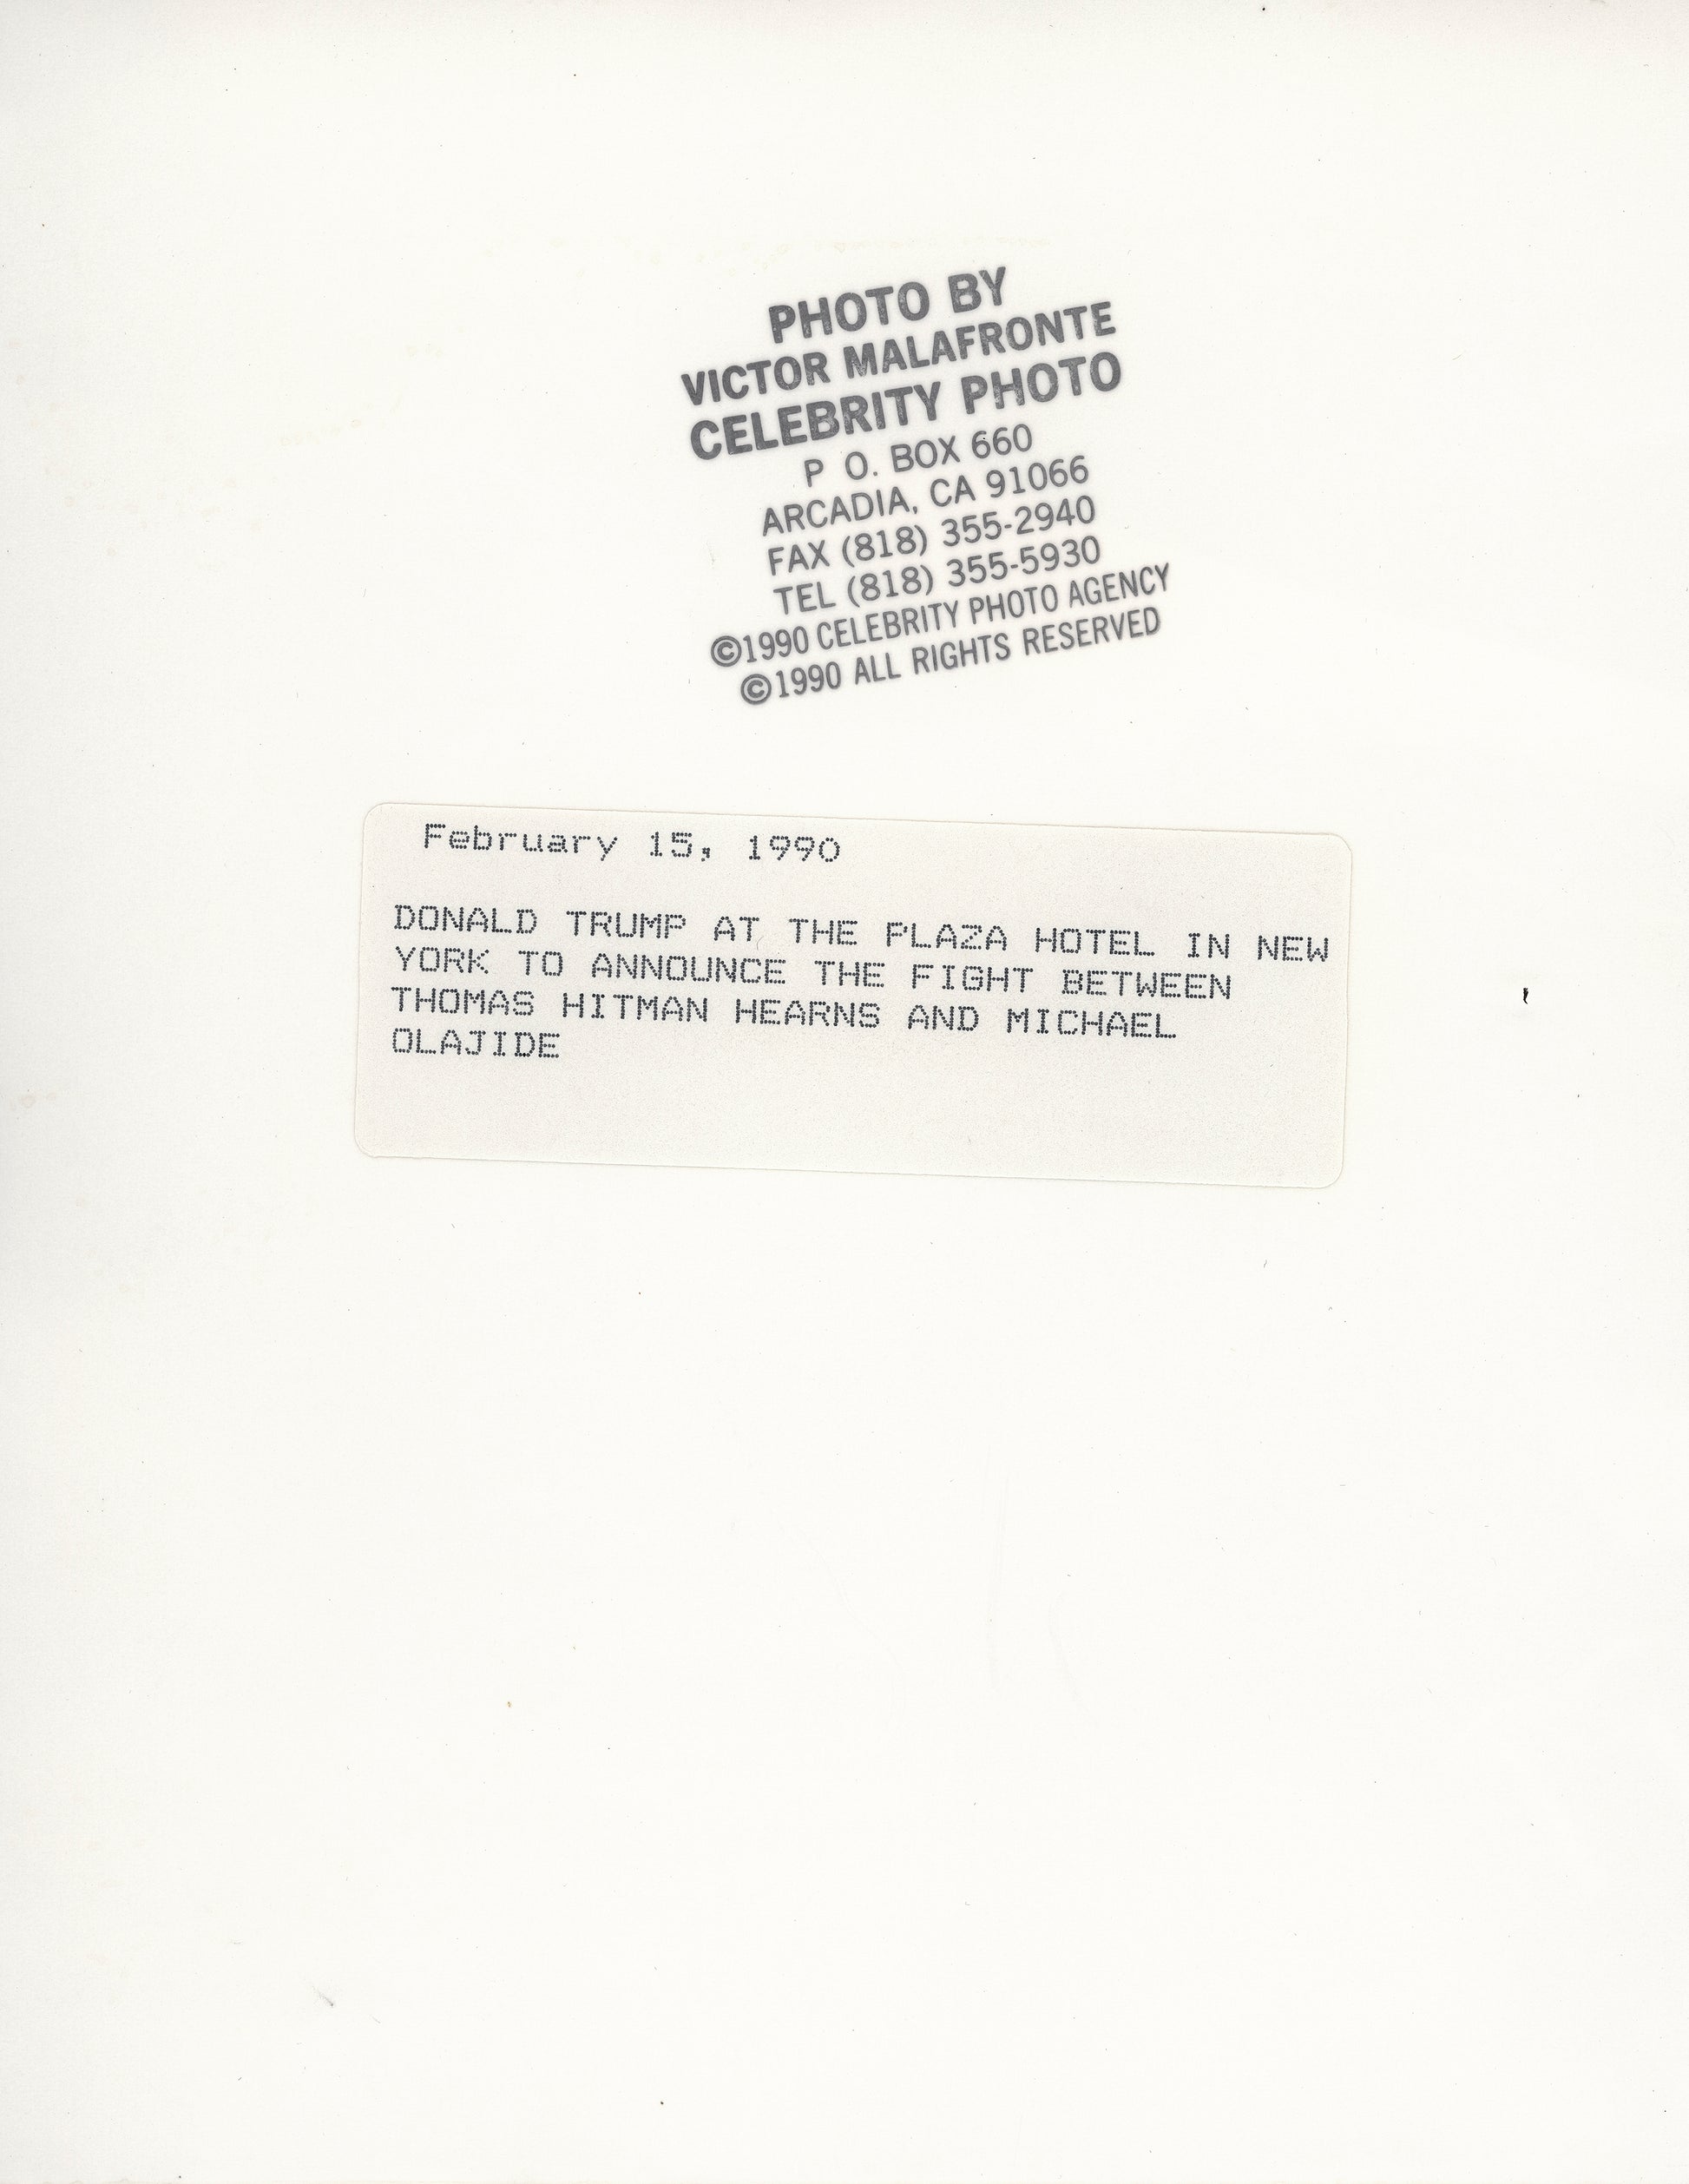 PHOTO BY
VICTOR MALAFRONTE
CELEBRITY PHOTO
P O. BOX 660
ARCADIA, CA 91066
FAX (818) 355-2940
TEL (818) 355-5930
©1990 CELEBRITY PHOTO AGENCY
©1990 ALL RIGHTS RESERVED
February 15, 1990
DONALD TRUMP AT THE PLAZA HOTEL IN NEW
YORK TO ANNOUNCE THE FIGHT BETWEEN
THOMAS HITMAN HEARNS AND MICHAEL
OLAJIDE